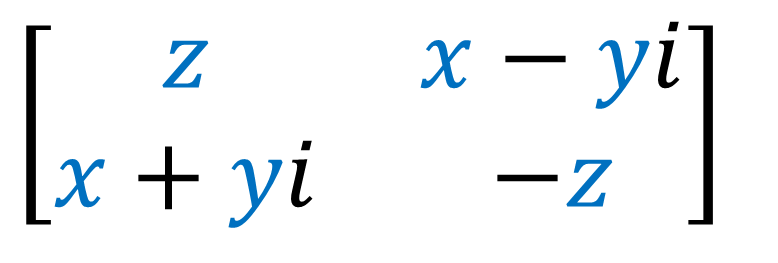 z x − yi
x + yi −z